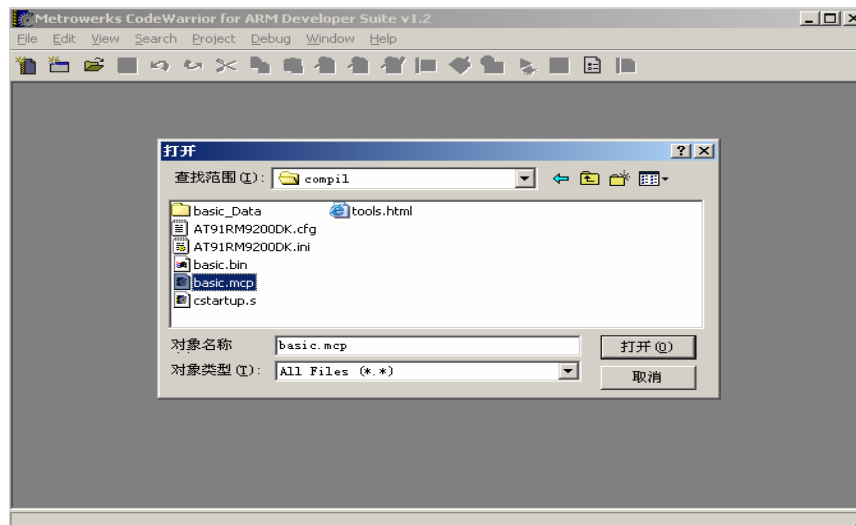 Metrowerks CodeWarrior for ARM Developer Suite v1.2
File Edit View Search Project Debug Window Help
打开
查找范围(I): compil
basic_Data tools.html
AT91RM9200DK.cfg
AT91RM9200DK.ini
basic.bin
basic.mcp
cstartup.s
对象名称 basic.mcp 打开(O)
对象类型(T): All Files (*.*) 取消